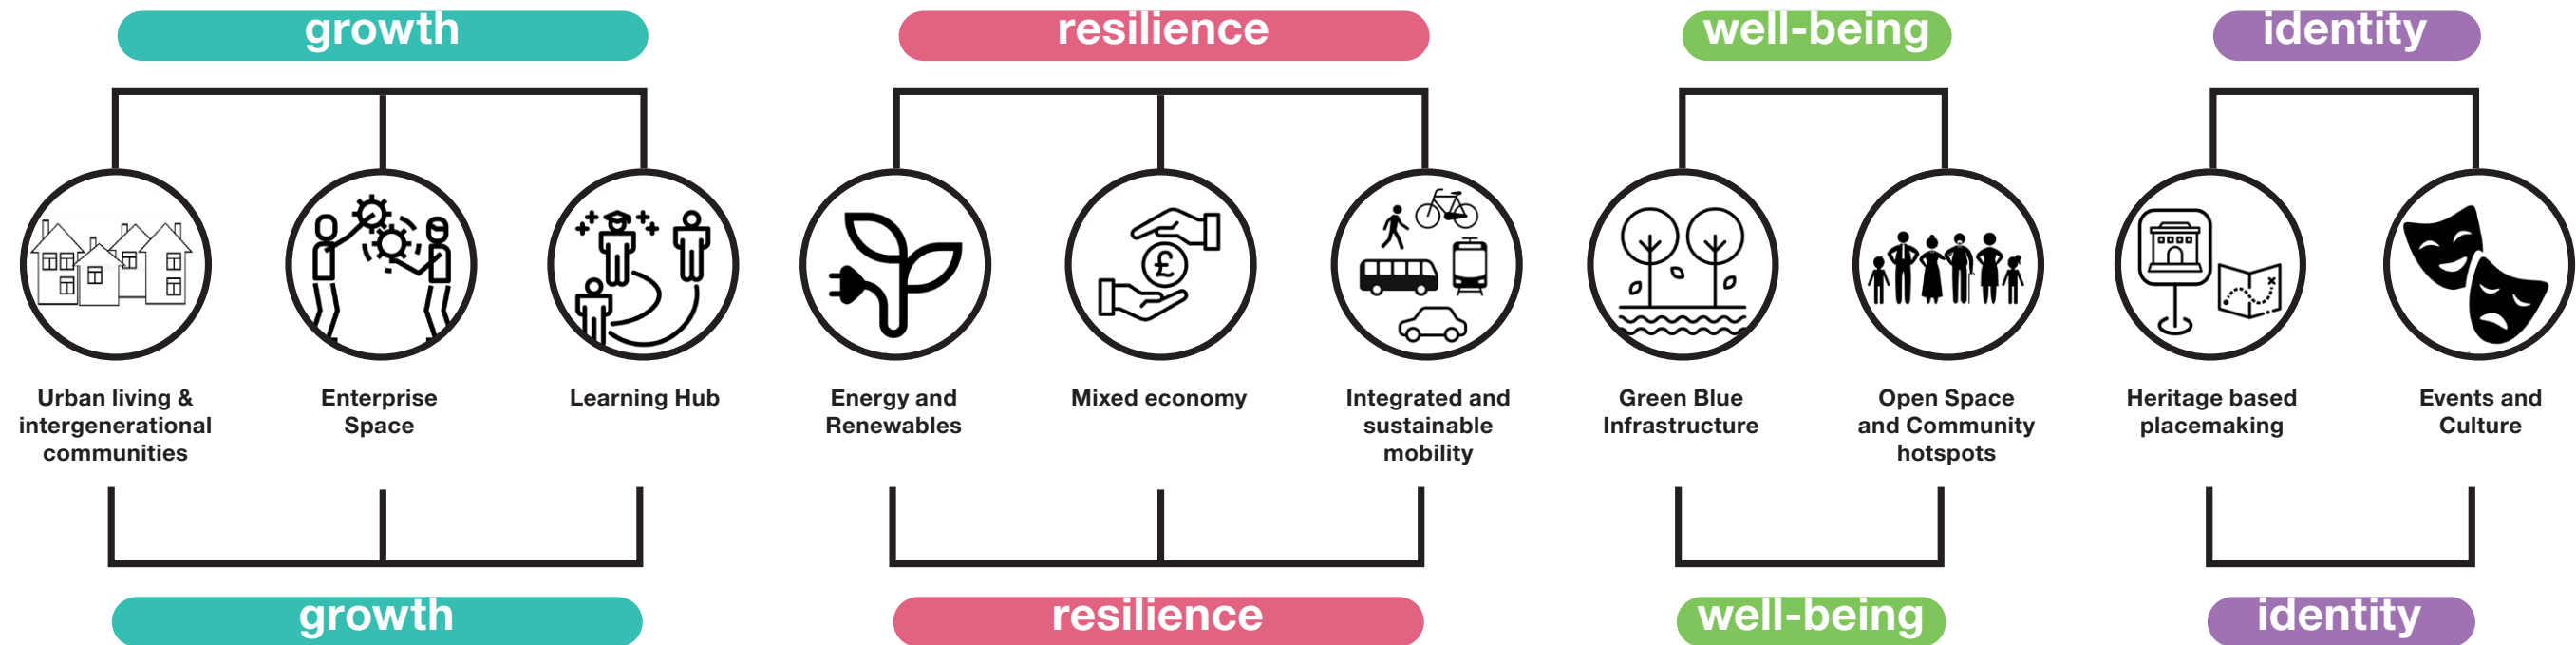 growth
resilience
well-being
identity
£
Urban living &
intergenerational
communities
Enterprise
Space
Learning Hub
Energy and
Renewables
Mixed economy
Integrated and
sustainable
mobility
Green Blue
Infrastructure
Open Space
and Community
hotspots
Heritage based
placemaking
Events and
Culture
growth
resilience
well-being
identity